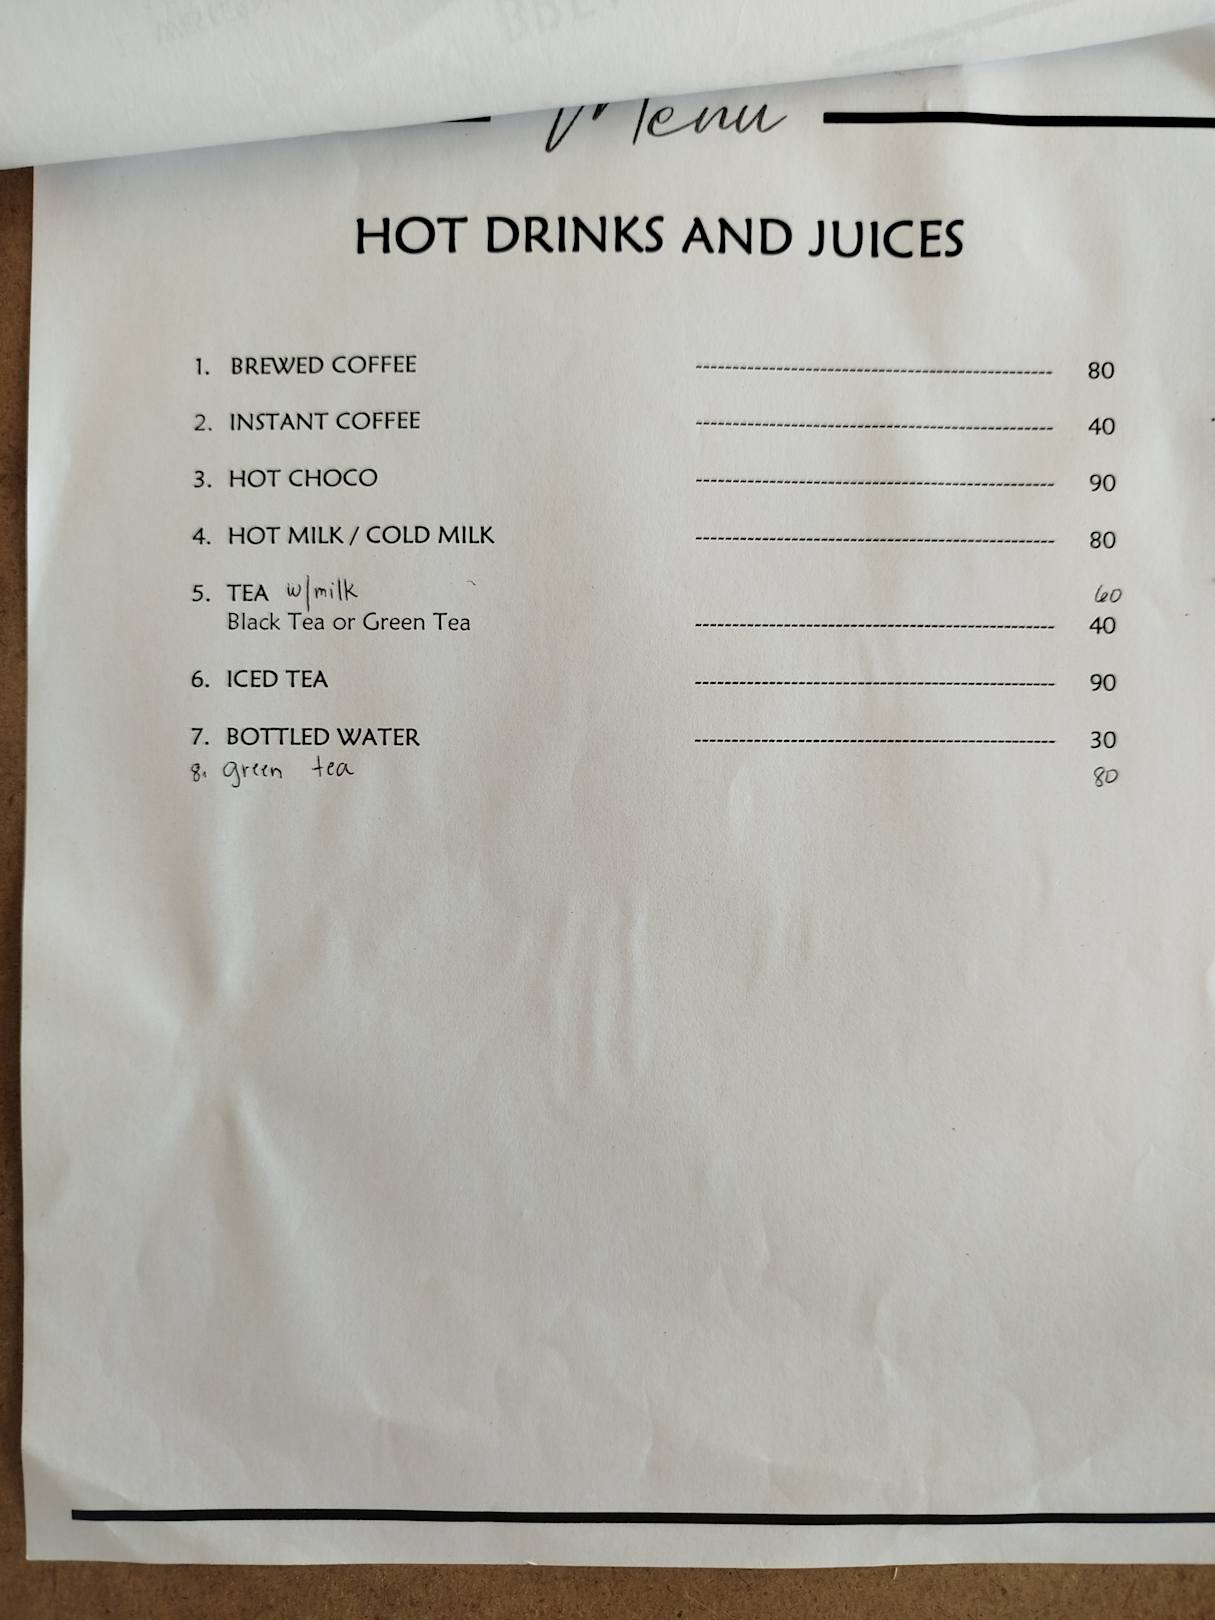 Menu
HOT DRINKS AND JUICES
1. BREWED COFFEE ---------------------------------------- 80
2. INSTANT COFFEE ---------------------------------------- 40
3. HOT CHOCO ---------------------------------------- 90
4. HOT MILK / COLD MILK ---------------------------------------- 80
5. TEA w/milk 60
Black Tea or Green Tea ---------------------------------------- 40
6. ICED TEA ---------------------------------------- 90
7. BOTTLED WATER ---------------------------------------- 30
8. green tea 80